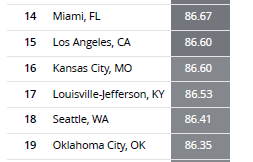 14 Miami, FL 86.67
15 Los Angeles, CA 86.60
16 Kansas City, MO 86.60
17 Louisville-Jefferson, KY 86.53
18 Seattle, WA 86.41
19 Oklahoma City, OK 86.35